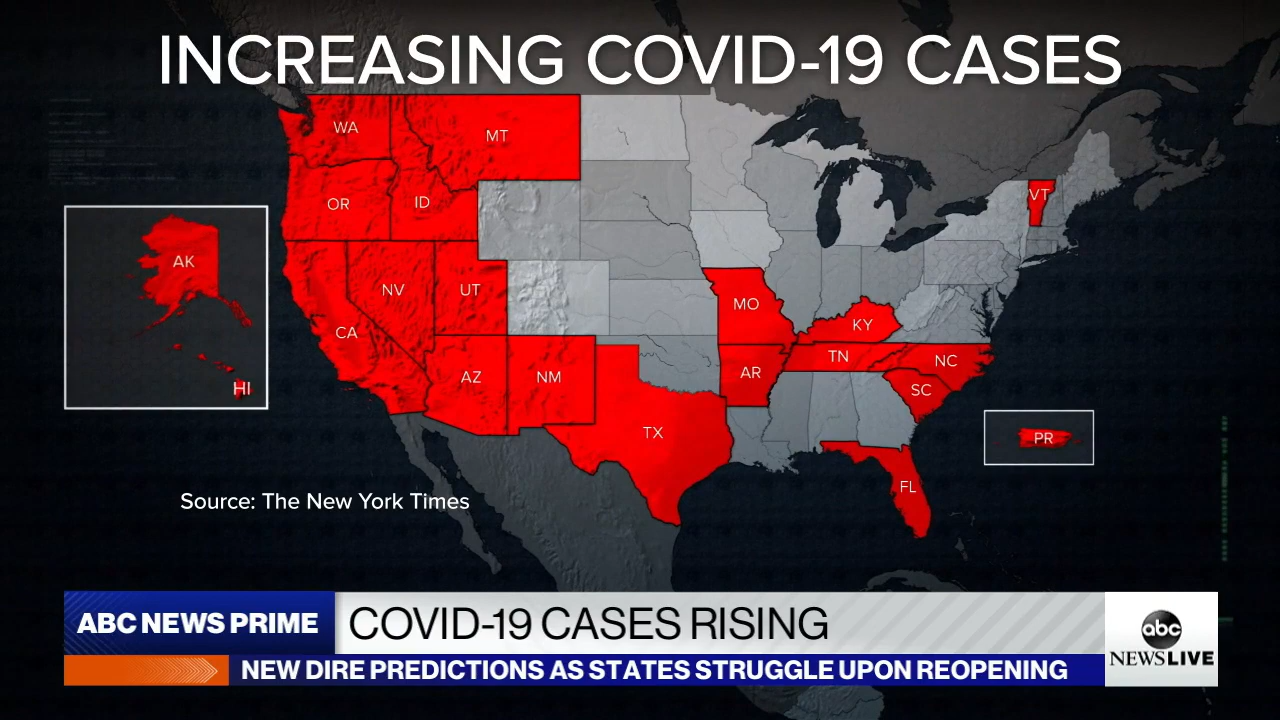 INCREASING COVID-19 CASES
WA
MT
OR
ID
VT
AK
NV
UT
MO
CA
KY
TN
NC
AZ
NM
AR
SC
HI
TX
PR
FL
Source: The New York Times
ABC NEWS PRIME
COVID-19 CASES RISING
NEW DIRE PREDICTIONS AS STATES STRUGGLE UPON REOPENING
abc
NEWSLIVE